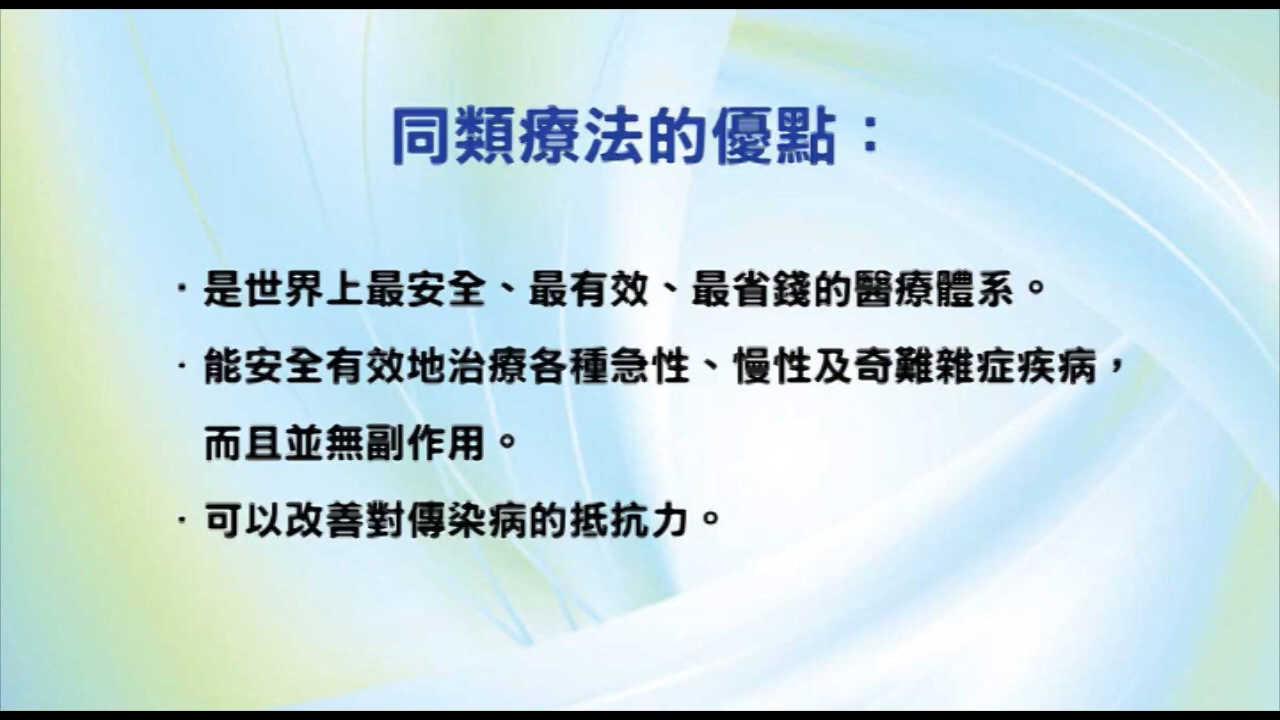 同類療法的優點：
·是世界上最安全、最有效、最省錢的醫療體系。
·能安全有效地治療各種急性、慢性及奇難雜症疾病，
而且並無副作用。
·可以改善對傳染病的抵抗力。